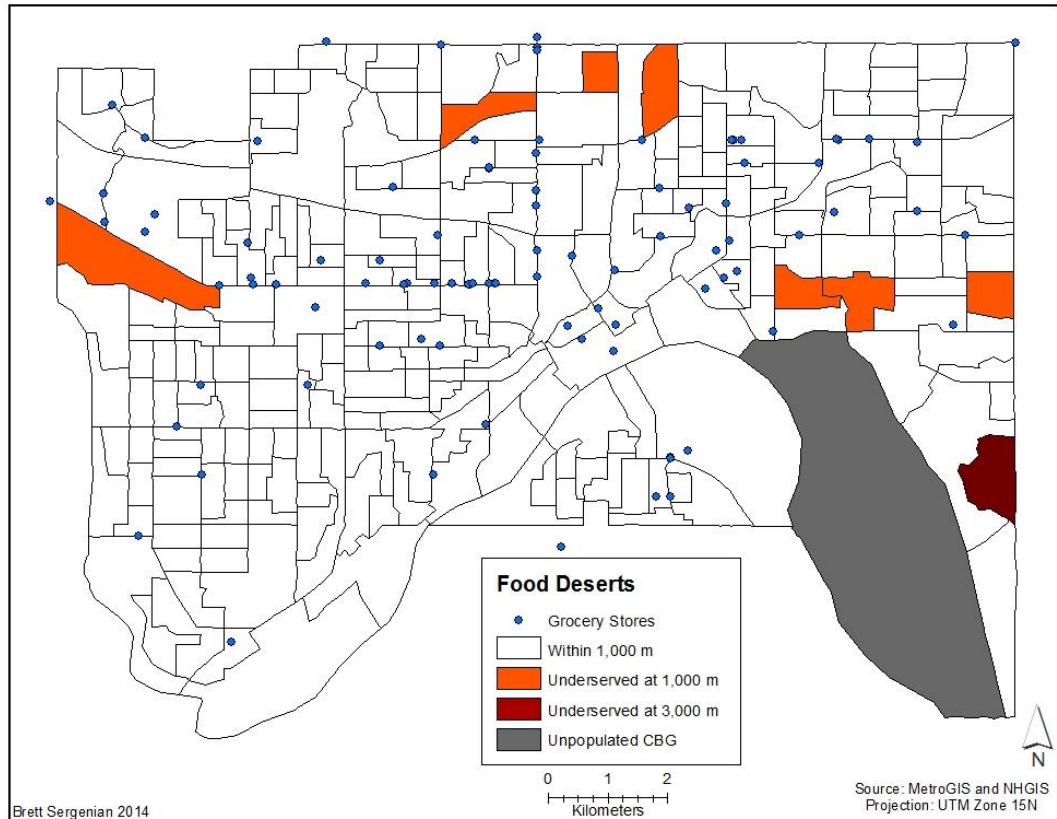 Food Deserts
Grocery Stores
Within 1,000 m
Underserved at 1,000 m
Underserved at 3,000 m
Unpopulated CBG
0 1 2
Kilometers
N
Brett Sergenian 2014
Source: MetroGIS and NHGIS
Projection: UTM Zone 15N